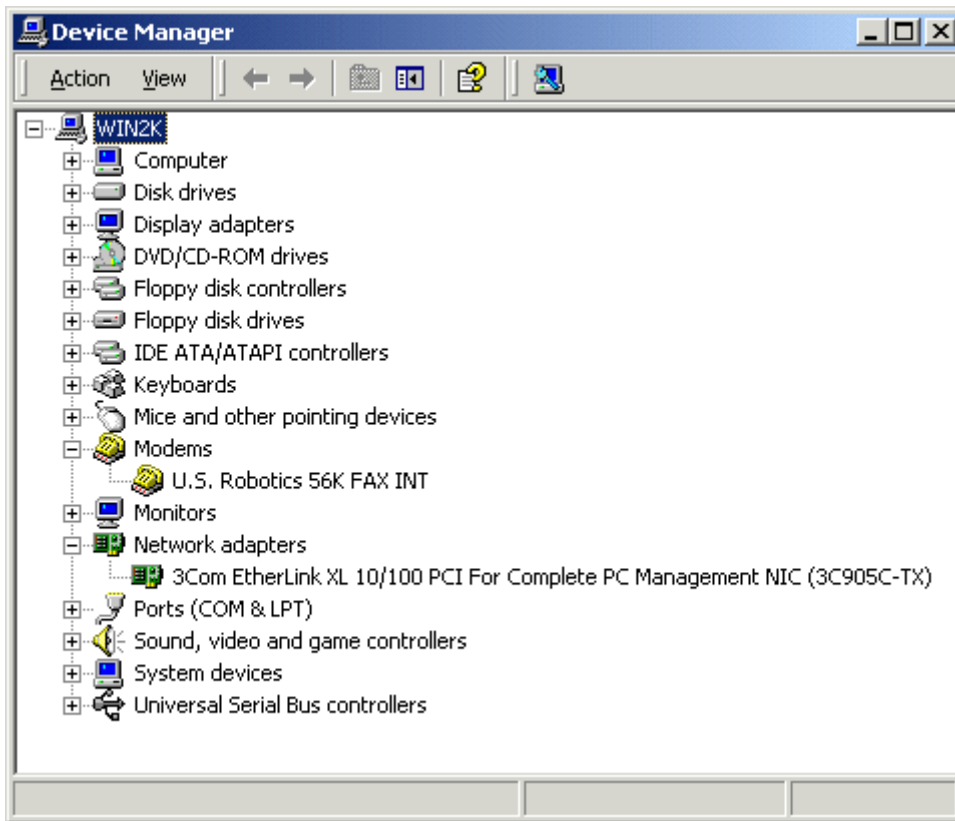 Device Manager
Action View
WIN2K
Computer
Disk drives
Display adapters
DVD/CD-ROM drives
Floppy disk controllers
Floppy disk drives
IDE ATA/ATAPI controllers
Keyboards
Mice and other pointing devices
Modems
U.S. Robotics 56K FAX INT
Monitors
Network adapters
3Com EtherLink XL 10/100 PCI For Complete PC Management NIC (3C905C-TX)
Ports (COM & LPT)
Sound, video and game controllers
System devices
Universal Serial Bus controllers